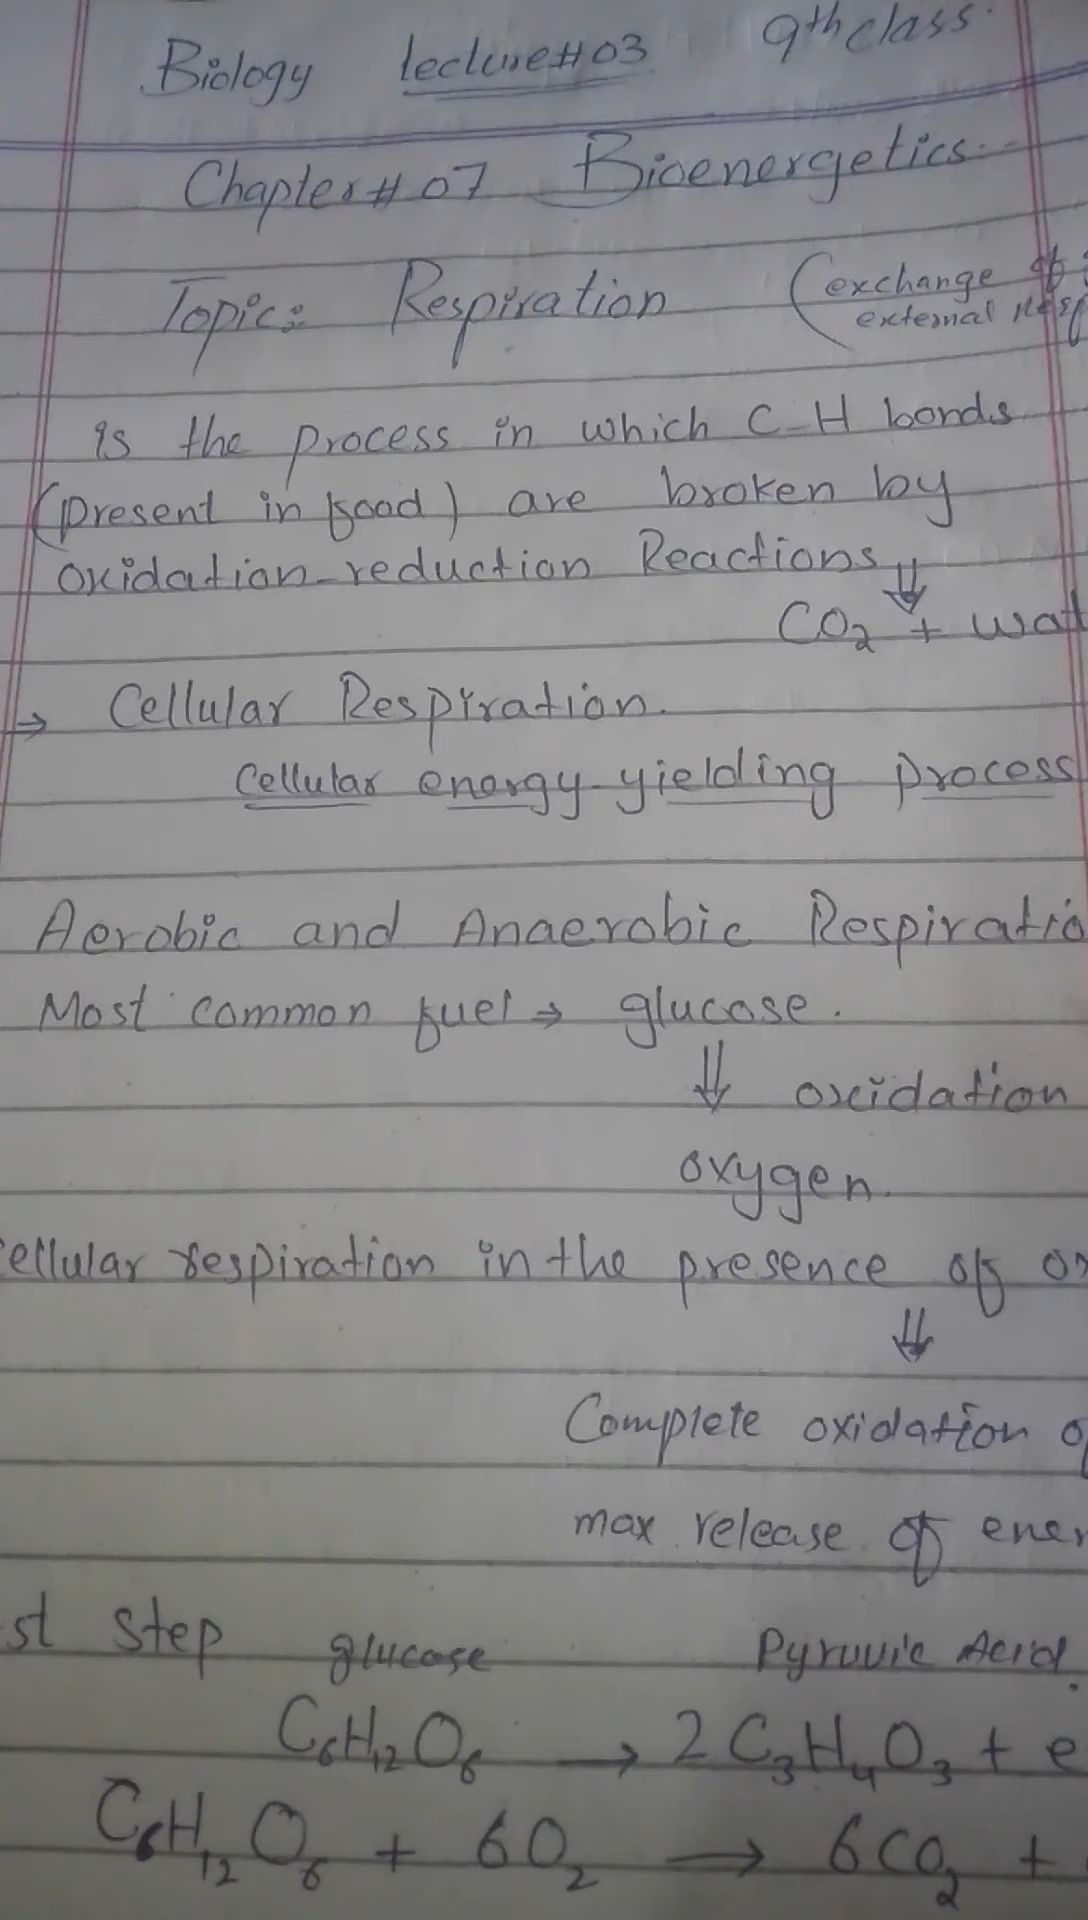 Biology lecture#03 9th class.
Chapter#07 Bioenergetics
Topic: Respiration (exchange of
external
is the process in which C-H bonds
(present in food) are broken by
oxidation-reduction Reactions ⇓
CO₂ + wat
→ Cellular Respiration.
Cellular energy-yielding process
Aerobic and Anaerobic Respiratio
Most common fuel → glucose.
⇓ oxidation
oxygen.
ellular respiration in the presence of ox
⇓
Complete oxidation o
max release of ener
st step glucose Pyruvic Acid.
C₆H₁₂O₆ → 2C₃H₄O₃ + e
C₆H₁₂O₆ + 6O₂ → 6CO₂ +